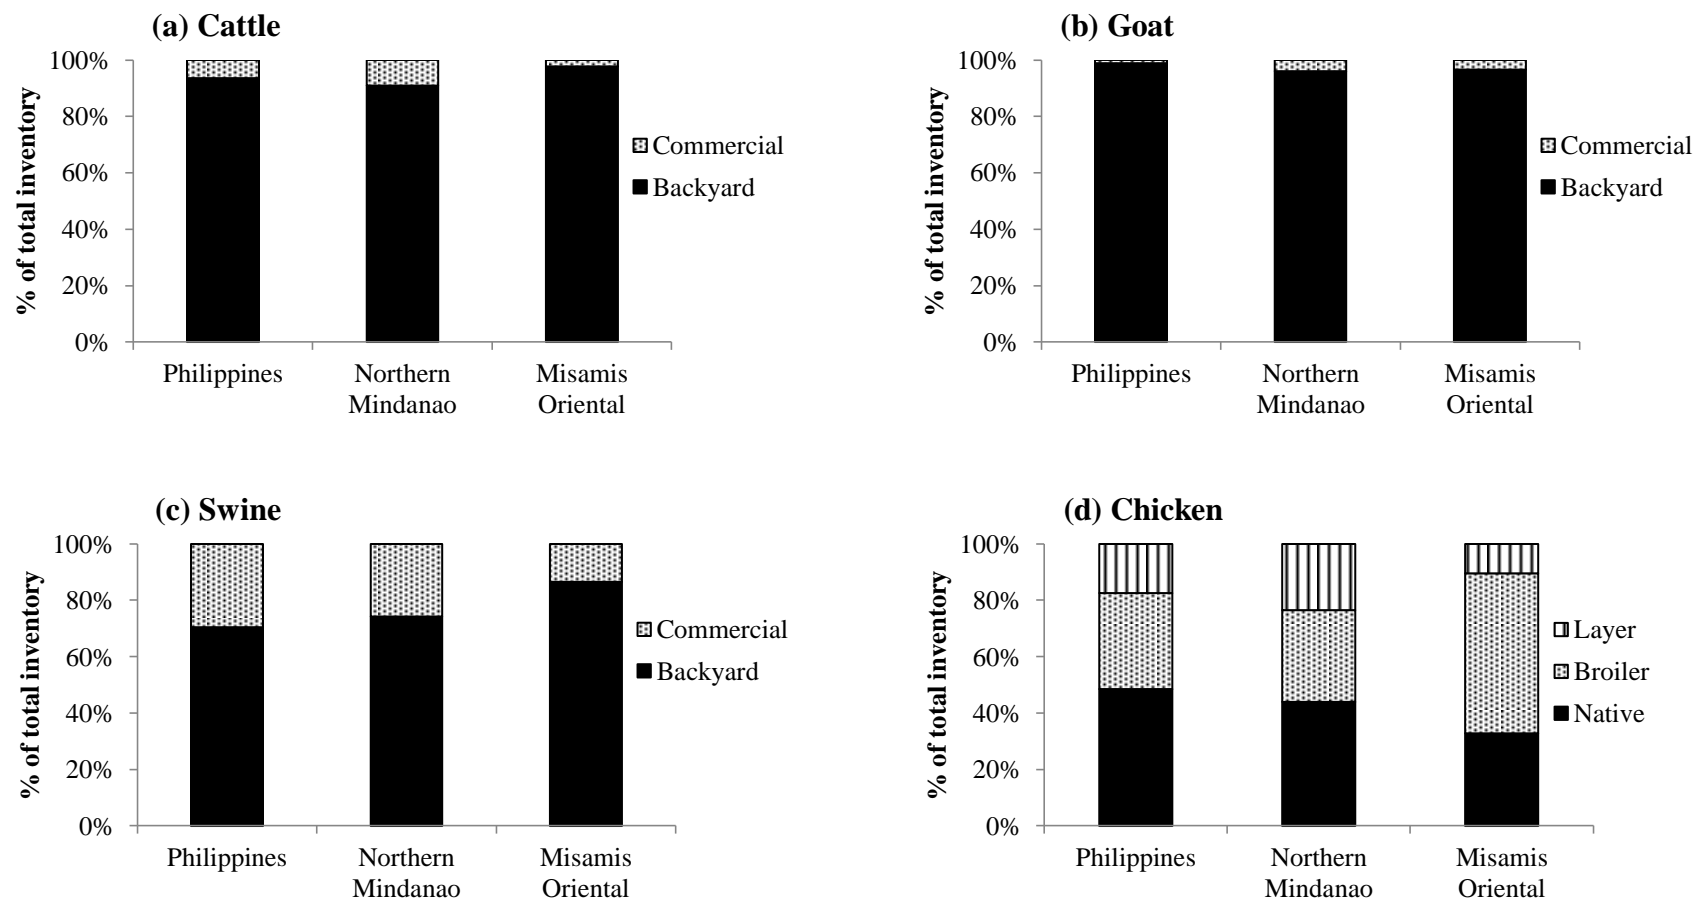 (a) Cattle
% of total inventory
100%
80%
60%
40%
20%
0%
Philippines
Northern
Mindanao
Misamis
Oriental
Commercial
Backyard
(b) Goat
% of total inventory
100%
80%
60%
40%
20%
0%
Philippines
Northern
Mindanao
Misamis
Oriental
Commercial
Backyard
(c) Swine
% of total inventory
100%
80%
60%
40%
20%
0%
Philippines
Northern
Mindanao
Misamis
Oriental
Commercial
Backyard
(d) Chicken
% of total inventory
100%
80%
60%
40%
20%
0%
Philippines
Northern
Mindanao
Misamis
Oriental
Layer
Broiler
Native